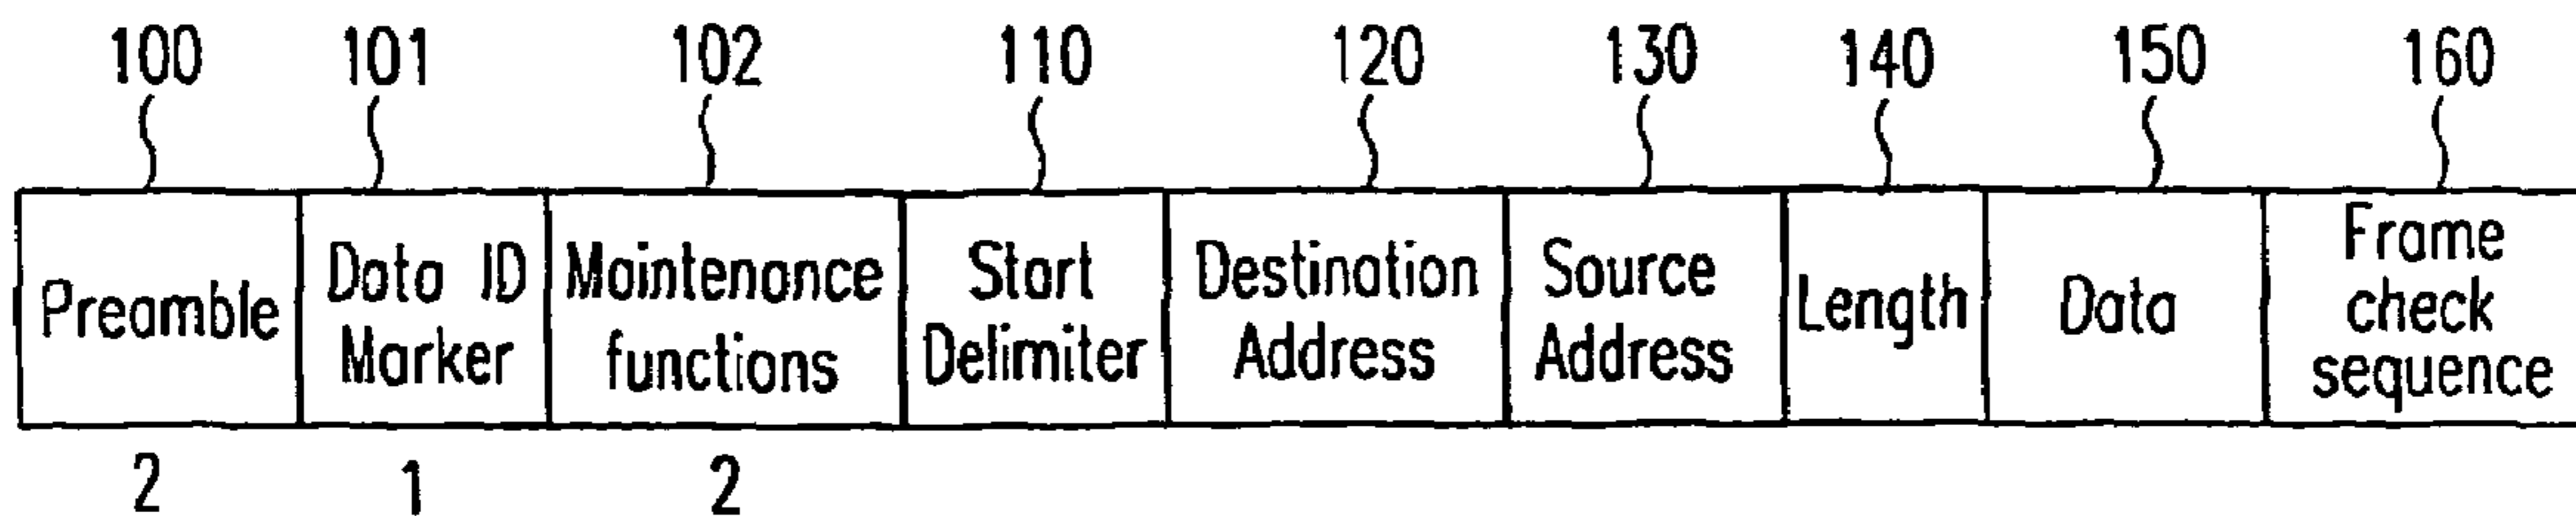 100 101 102 110 120 130 140 150 160
Preamble
Data ID
Marker
Maintenance
functions
Start
Delimiter
Destination
Address
Source
Address
Length
Data
Frame
check
sequence
2 1 2